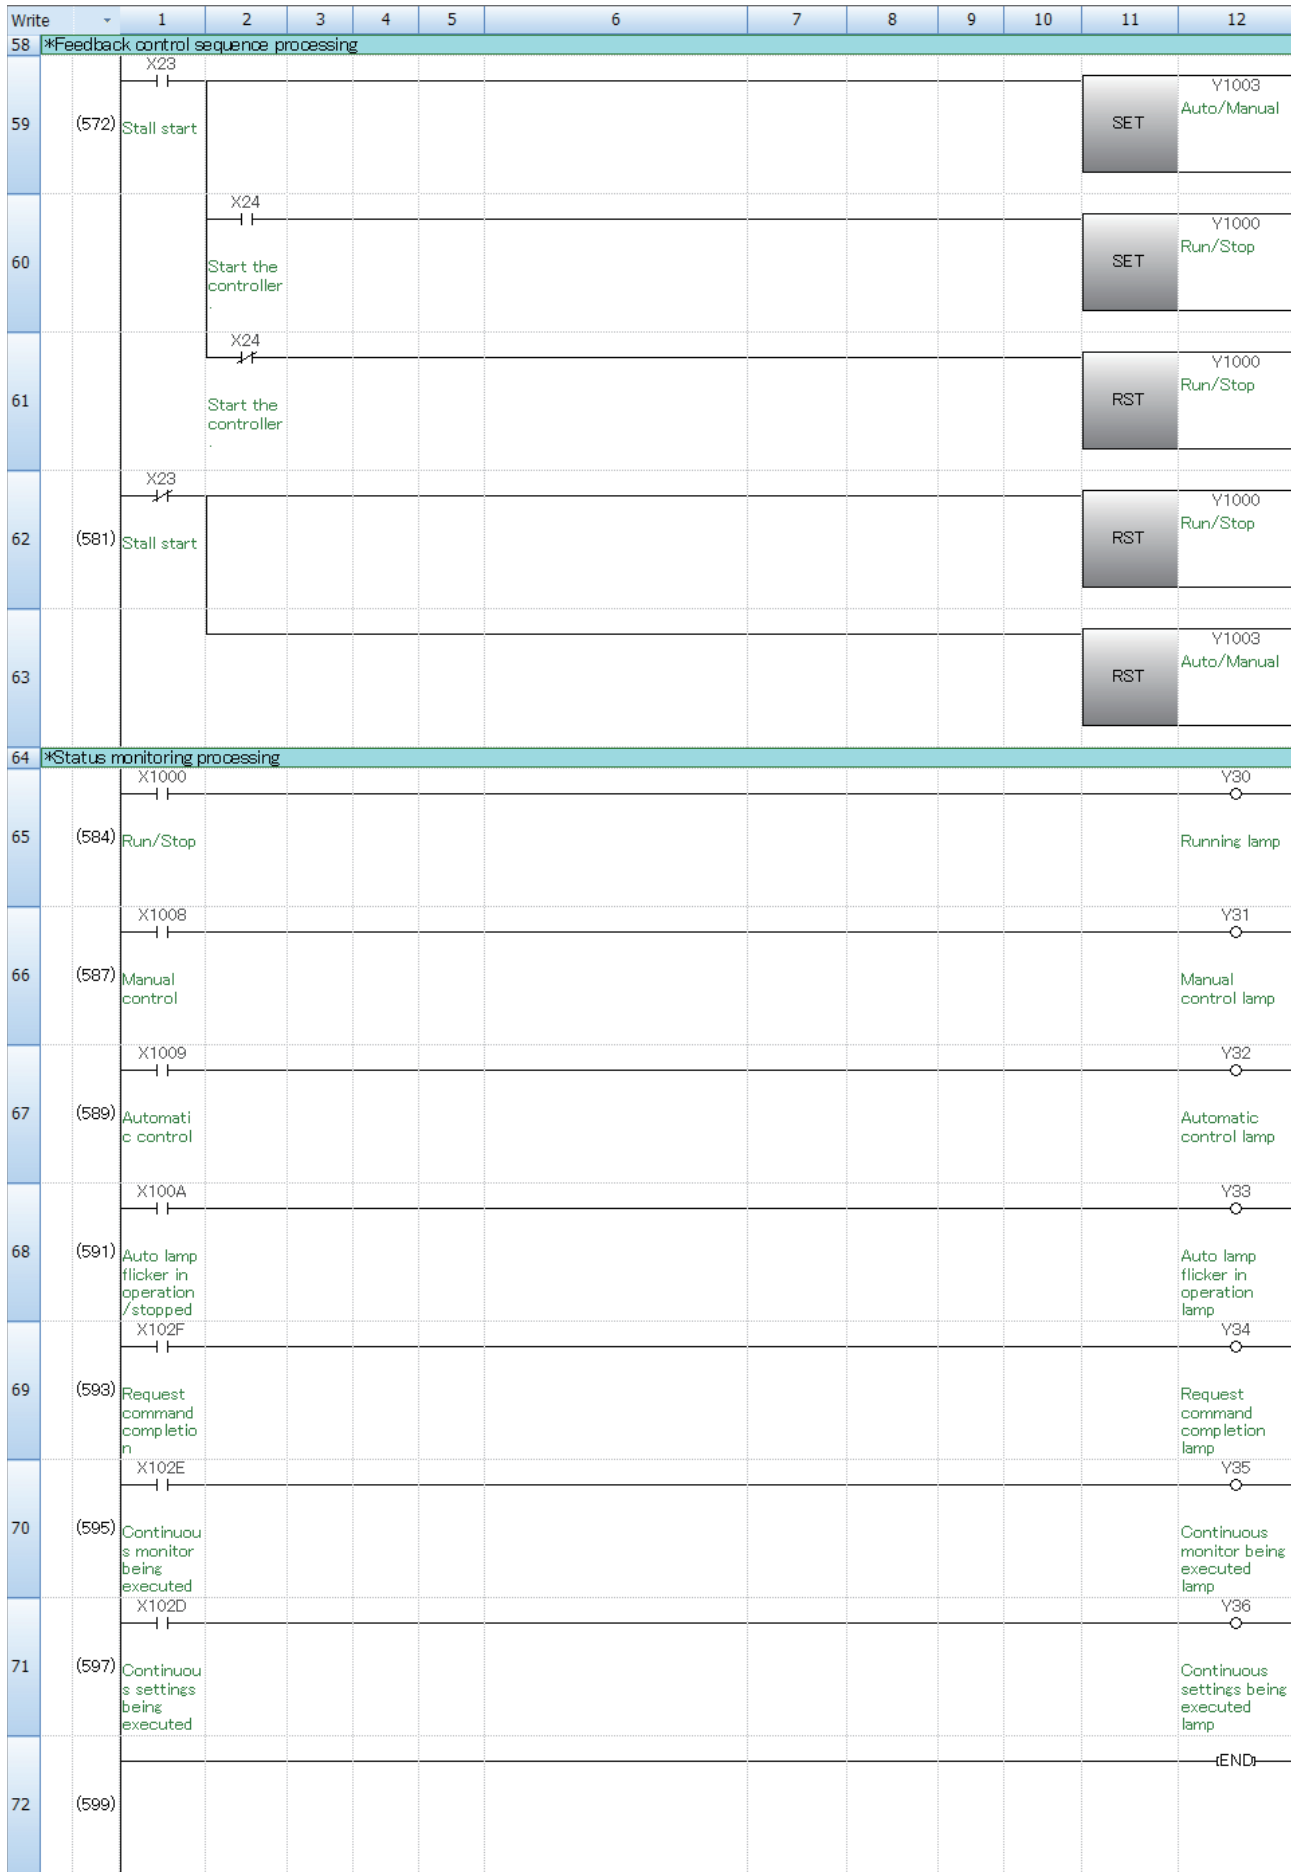 Write 1 2 3 4 5 6 7 8 9 10 11 12
58 *Feedback control sequence processing
X23
Y1003
59 (572) Stall start SET Auto/Manual
X24
Y1000
60 Start the SET Run/Stop
controller
.
X24
Y1000
61 Start the RST Run/Stop
controller
.
X23
Y1000
62 (581) Stall start RST Run/Stop
Y1003
63 RST Auto/Manual
64 *Status monitoring processing
X1000 Y30
65 (584) Run/Stop Running lamp
X1008 Y31
66 (587) Manual Manual
control control lamp
X1009 Y32
67 (589) Automati Automatic
c control control lamp
X100A Y33
68 (591) Auto lamp Auto lamp
flicker in flicker in
operation operation
/stopped lamp
X102F Y34
69 (593) Request Request
command command
completio completion
n lamp
X102E Y35
70 (595) Continuou Continuous
s monitor monitor being
being executed
executed lamp
X102D Y36
71 (597) Continuou Continuous
s settings settings being
being executed
executed lamp
[END]
72 (599)